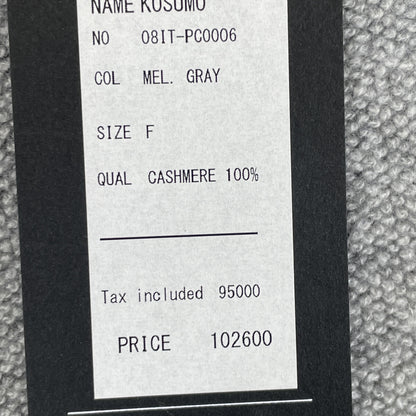 NAME KOSUMO
NO 08IT-PC0006
COL MEL. GRAY
SIZE F
QUAL CASHMERE 100%
Tax included 95000
PRICE 102600